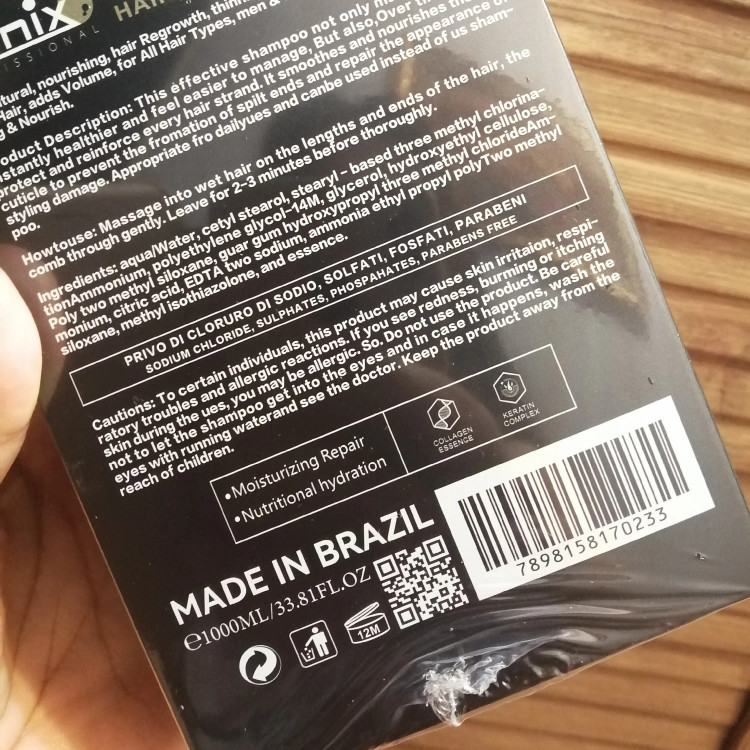 nix
HAIR
SSIONAL
natural, nourishing, hair Regrowth, thinn
Hair, adds Volume, for All Hair Types, men &
g & Nourish.
oduct Description: This effective shampoo not only m
stantly healthier and feel easier to manage, But also,Over th
protect and reinforce every hair strand. It smoothes and nourishes the
cuticle to prevent the fromation of spilt ends and repair the appearance of
styling damage. Appropriate fro dailyues and canbe used instead of us sham-
poo.
Howtouse: Massage into wet hair on the lengths and ends of the hair, the
comb through gently. Leave for 2-3 minutes before thoroughly.
Ingredients: aqua/Water, cetyl stearol, stearyl - based three methyl chlorina-
tionAmmonium, polyethylene glycol-14M, glycerol, hydroxyethyl cellulose,
Poly two methyl siloxane, guar gum hydroxypropyl three methyl chlorideAm-
monium, citric acid, EDTA two sodium, ammonia ethyl propyl polyTwo methyl
siloxane, methyl isothiazolone, and essence.
PRIVO DI CLORURO DI SODIO, SOLFATI, FOSFATI, PARABENI
SODIUM CHLORIDE, SULPHATES, PHOSPAHATES, PARABENS FREE
Cautions: To certain individuals, this product may cause skin irritaion, respi-
ratory troubles and allergic reactions. If you see redness, burming or itching
skin during the ues, you may be allergic. So. Do not use the product. Be careful
not to let the shampoo get into the eyes and in case it happens, wash the
eyes with running waterand see the doctor. Keep the product away from the
reach of children.
•Moisturizing Repair
•Nutritional hydration
COLLAGEN
ESSENCE
KERATIN
COMPLEX
MADE IN BRAZIL
℮1000ML/33.81FL.OZ
12M
7898158170233